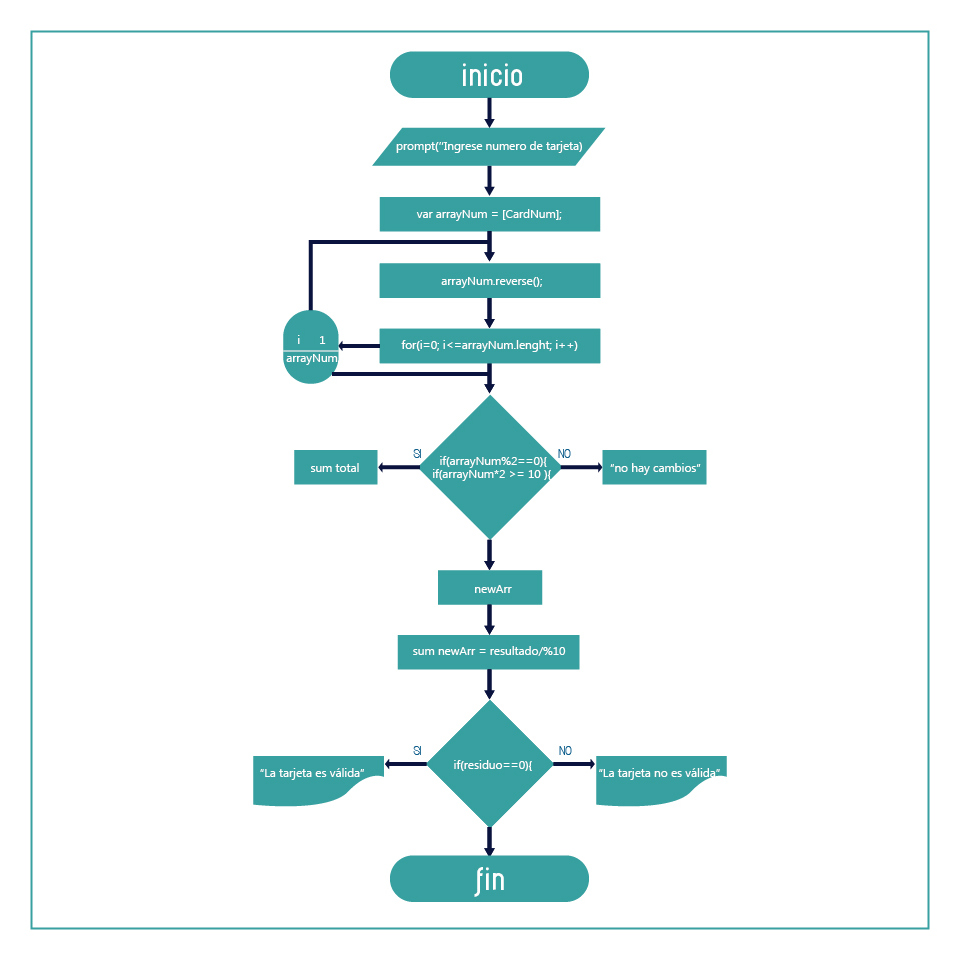 inicio
prompt("Ingrese numero de tarjeta)
var arrayNum = [CardNum];
arrayNum.reverse();
i 1
arrayNum
for(i=0; i<=arrayNum.lenght; i++)
SI
NO
sum total
if(arrayNum%2==0){
if(arrayNum*2 >= 10 ){
"no hay cambios"
newArr
sum newArr = resultado/%10
SI
NO
"La tarjeta es válida"
if(residuo==0){
"La tarjeta no es válida"
fin